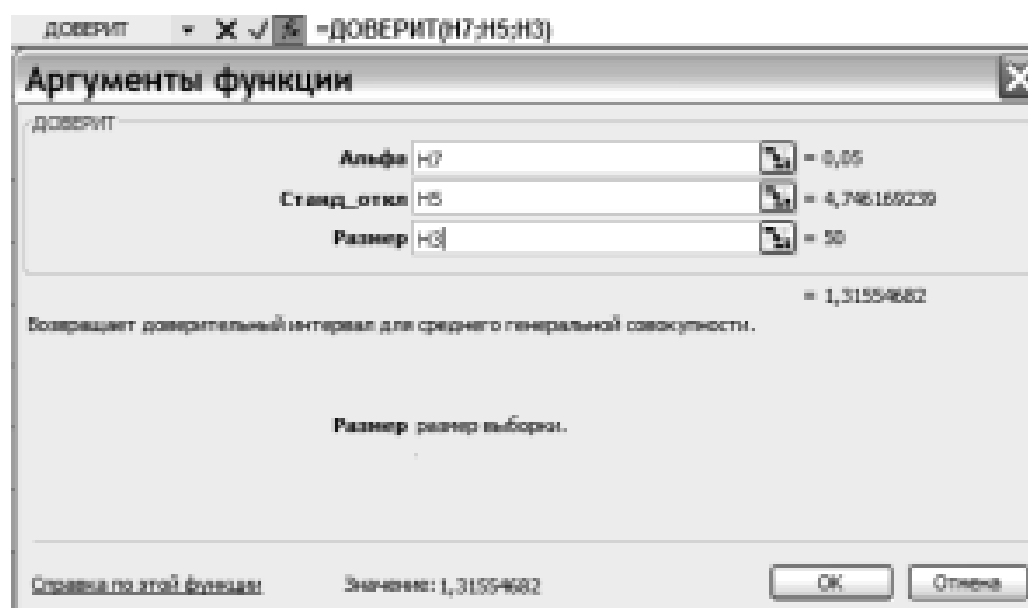 ДОВЕРИТ =ДОВЕРИТ(H7;H5;H3)
Аргументы функции
ДОВЕРИТ
Альфа H7 = 0,05
Станд_откл H5 = 4,746169239
Размер H3 = 50
= 1,31554682
Возвращает доверительный интервал для среднего генеральной совокупности.
Размер размер выборки.
Справка по этой функции Значение: 1,31554682 ОК Отмена